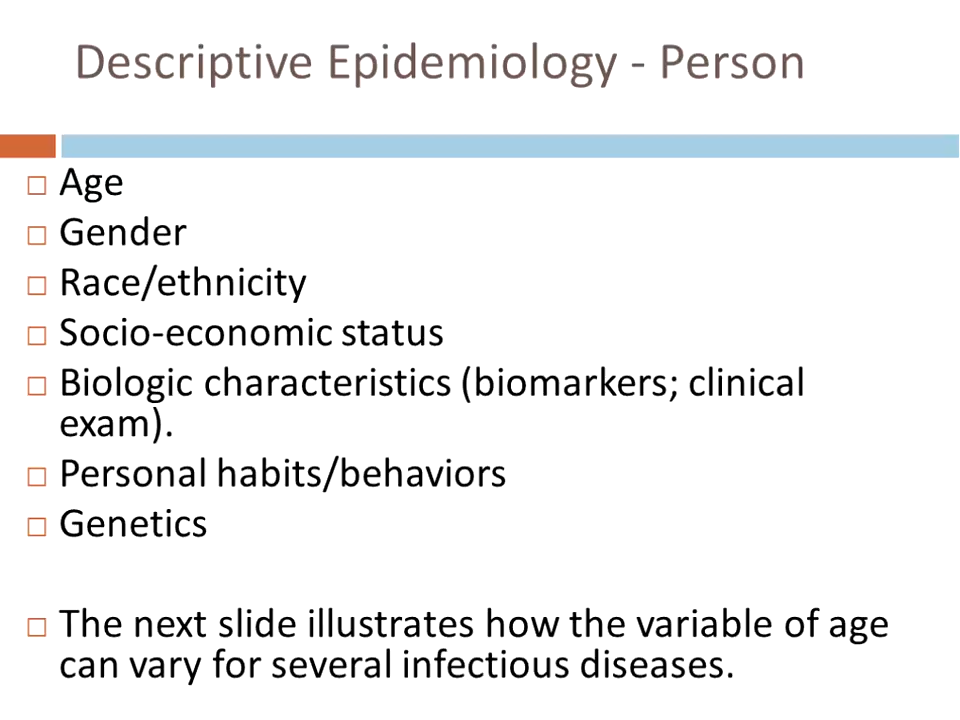 Descriptive Epidemiology - Person
Age
Gender
Race/ethnicity
Socio-economic status
Biologic characteristics (biomarkers; clinical
exam).
Personal habits/behaviors
Genetics
The next slide illustrates how the variable of age
can vary for several infectious diseases.